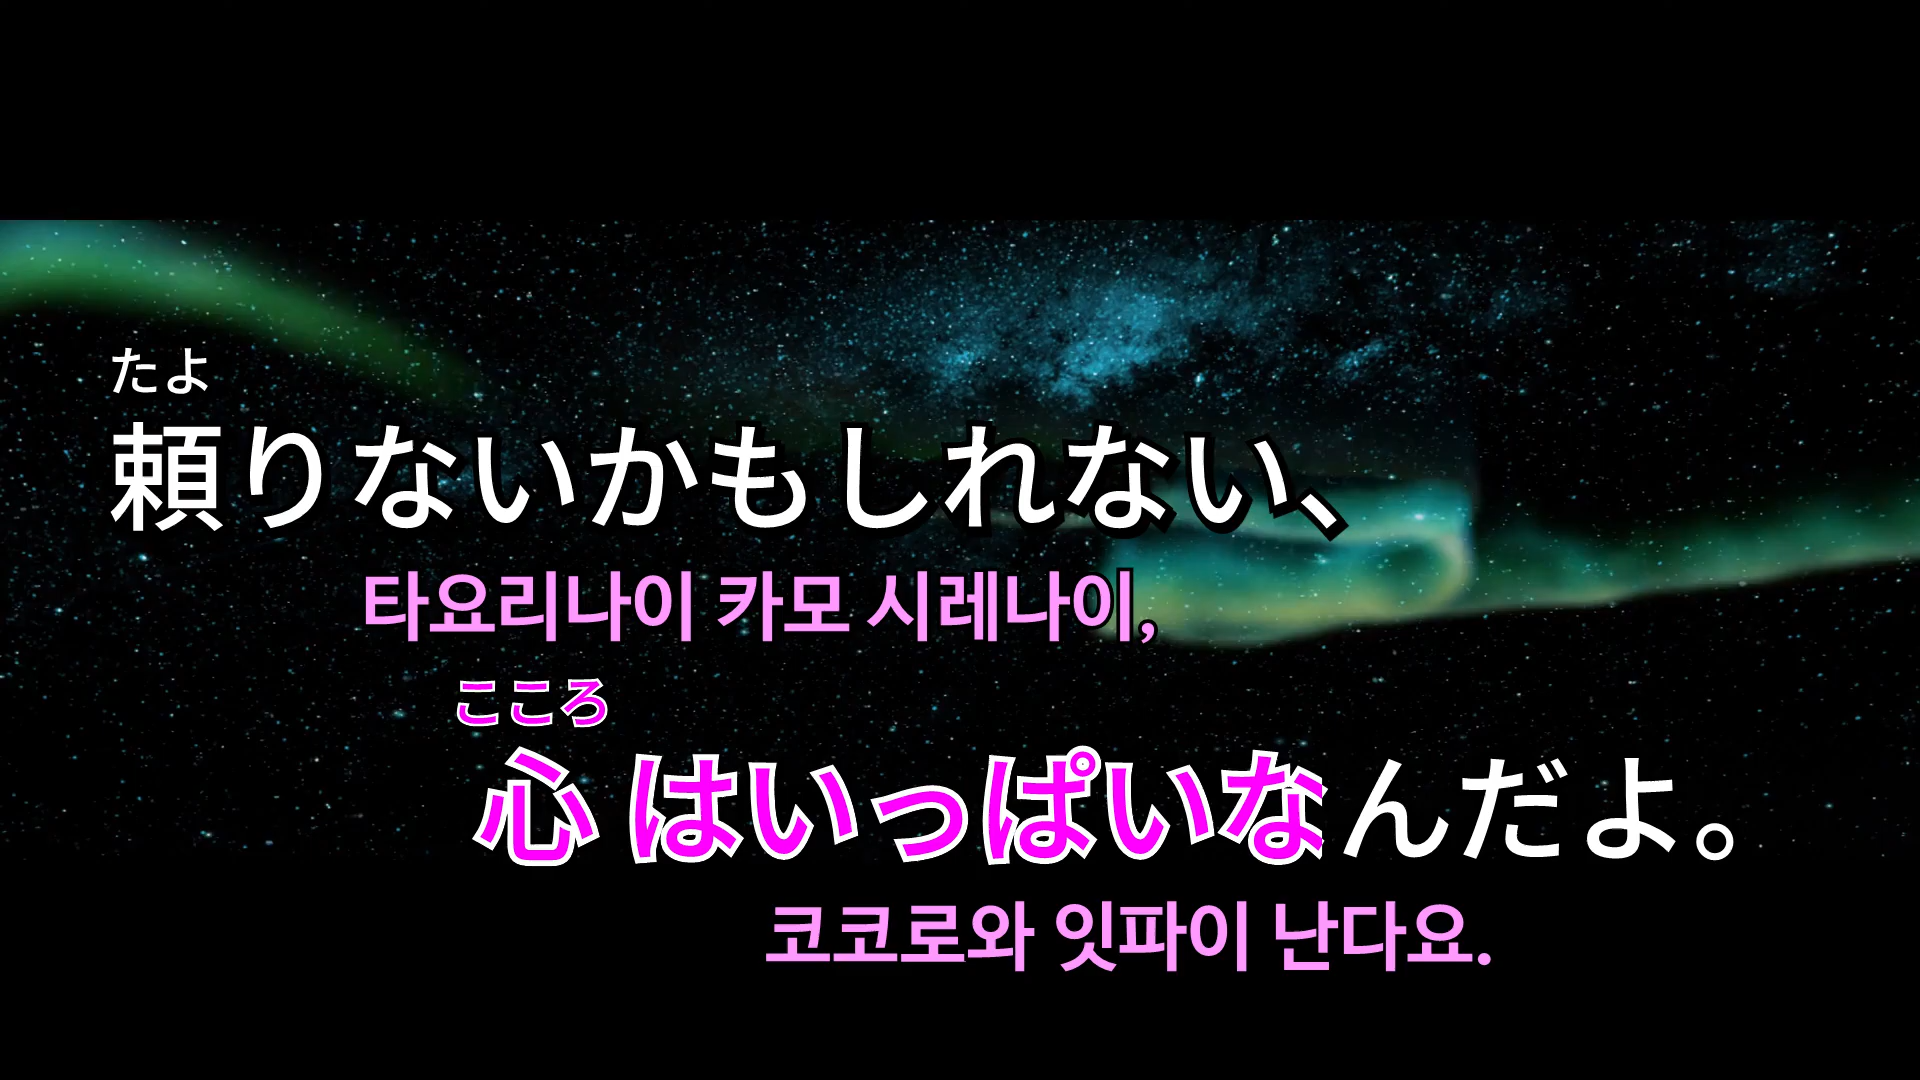 たよ
頼りないかもしれない、
타요리나이 카모 시레나이,
こころ
心はいっぱいなんだよ。
코코로와 잇파이 난다요.